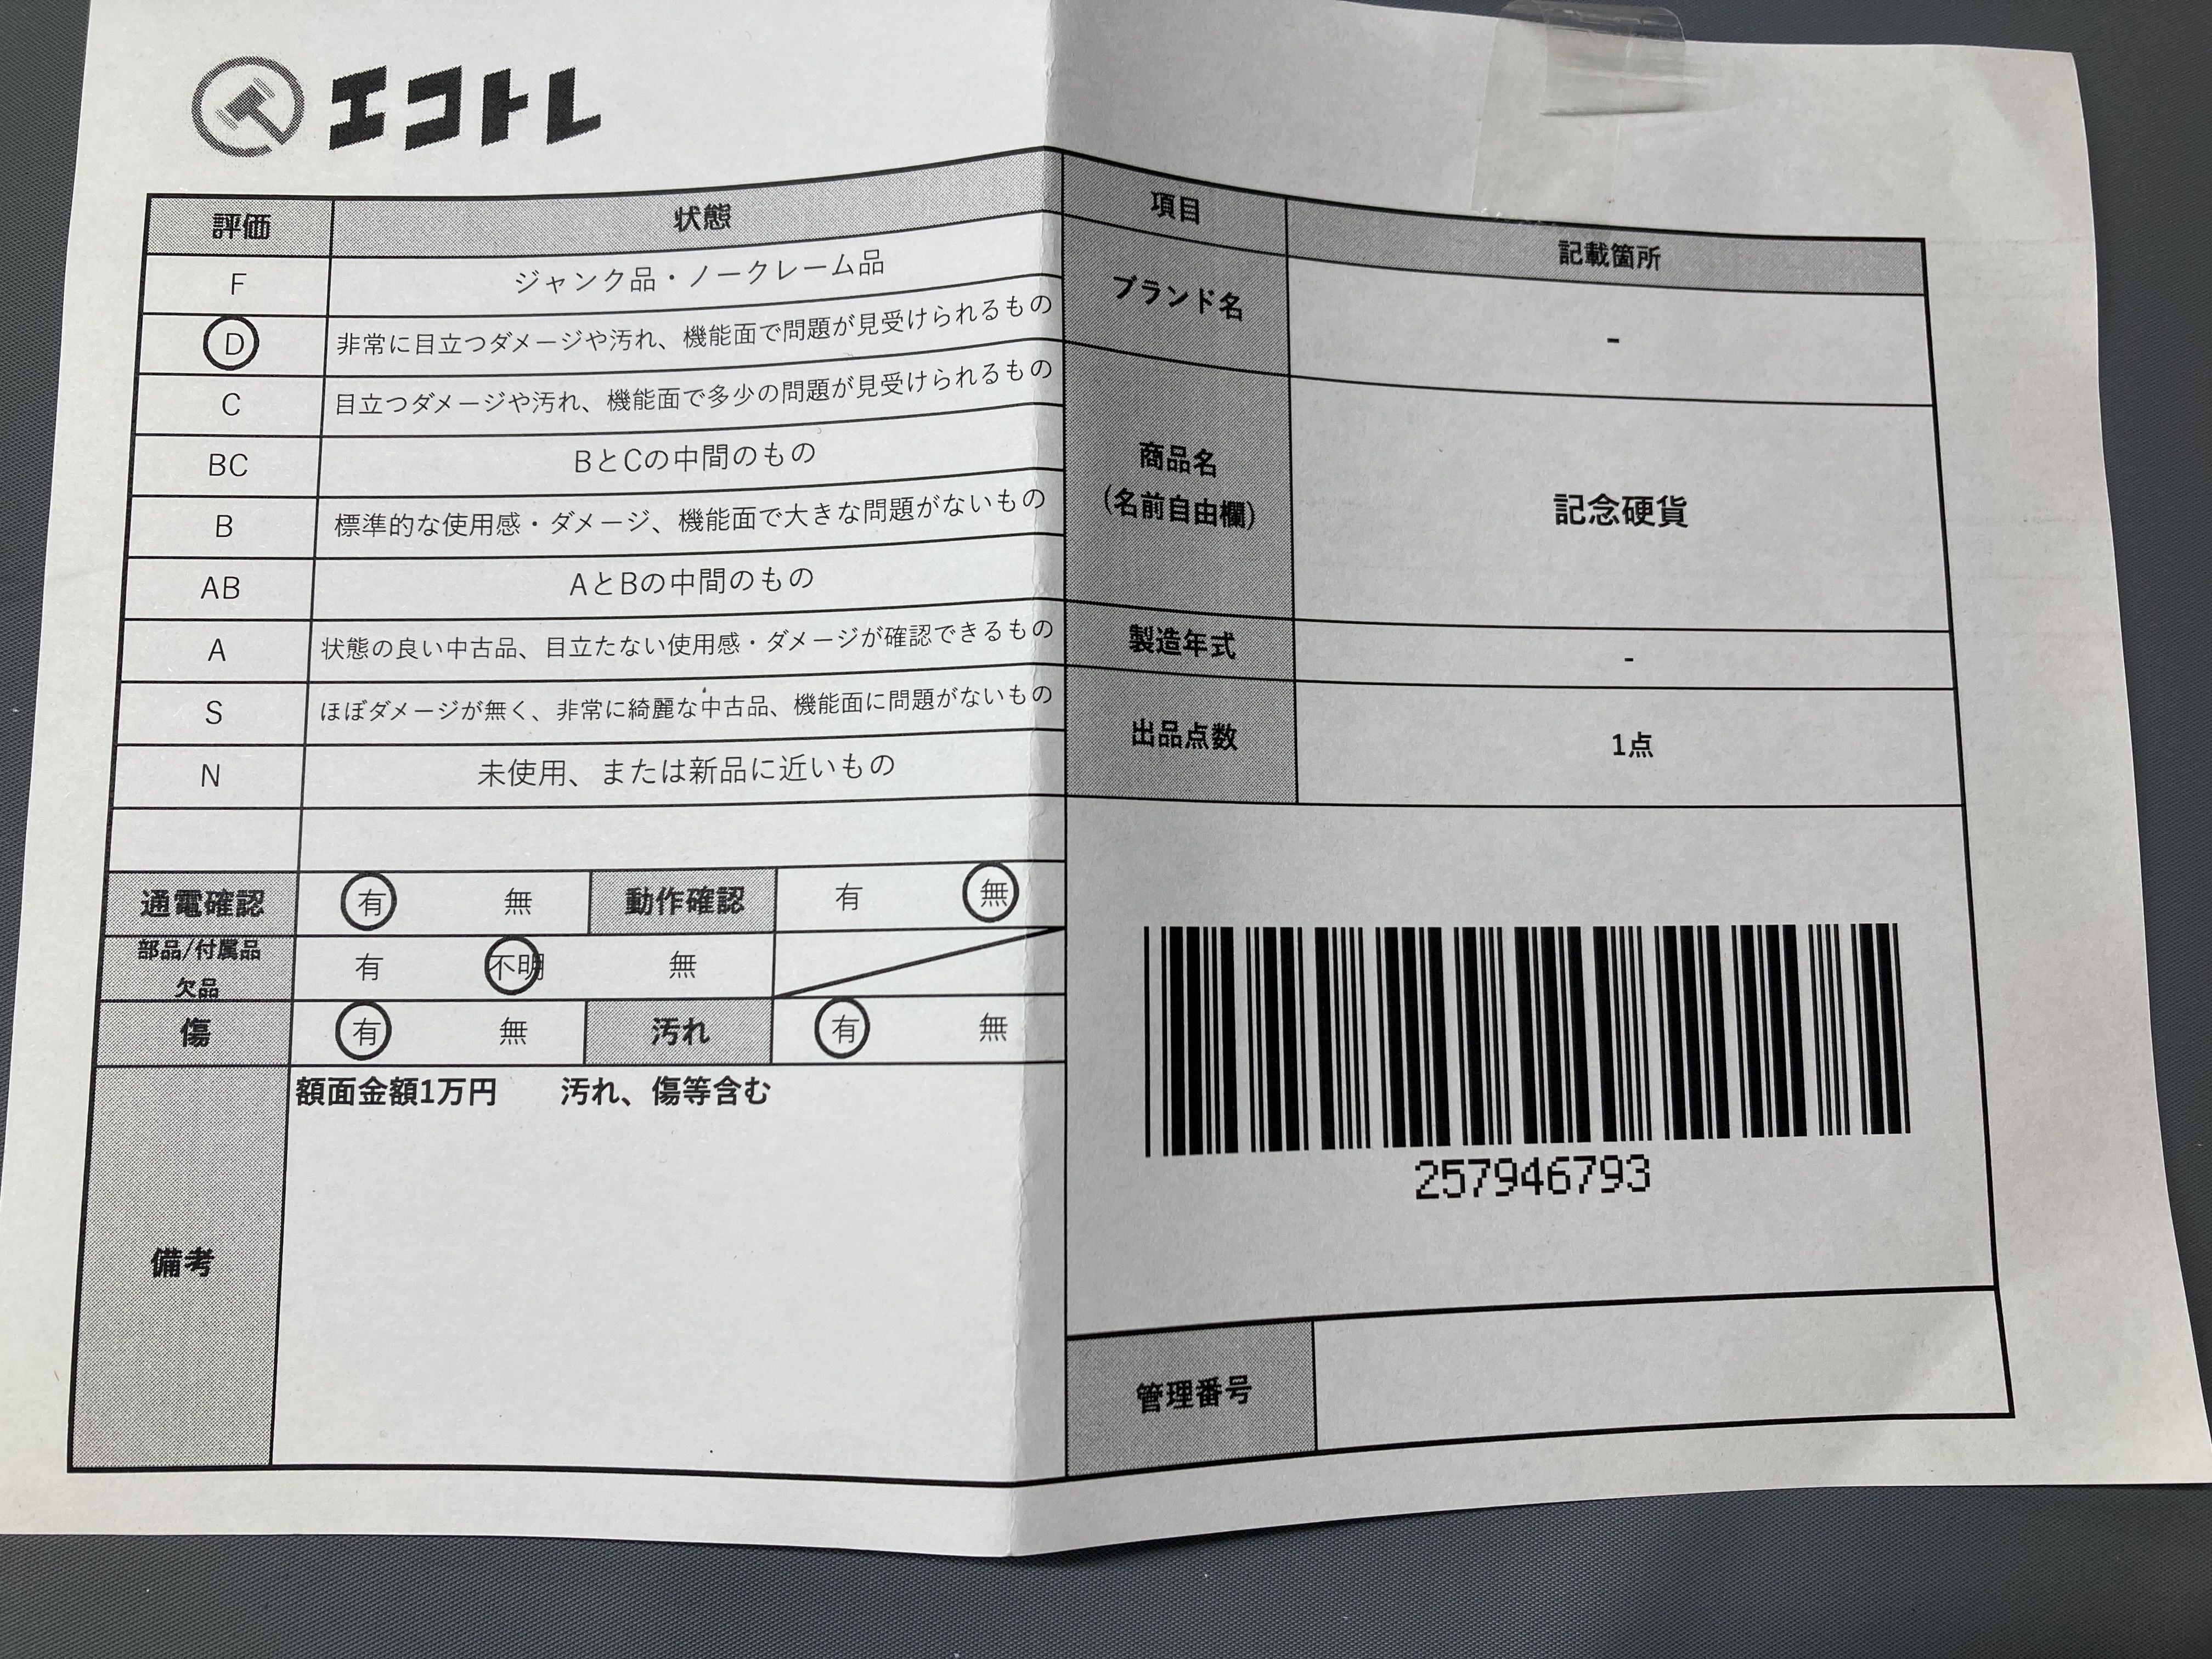 エコトレ
評価 状態
F ジャンク品・ノークレーム品
D 非常に目立つダメージや汚れ、機能面で問題が見受けられるもの
C 目立つダメージや汚れ、機能面で多少の問題が見受けられるもの
BC BとCの中間のもの
B 標準的な使用感・ダメージ、機能面で大きな問題がないもの
AB AとBの中間のもの
A 状態の良い中古品、目立たない使用感・ダメージが確認できるもの
S ほぼダメージが無く、非常に綺麗な中古品、機能面に問題がないもの
N 未使用、または新品に近いもの
通電確認 有 無 動作確認 有 無
部品/付属品
欠品 有 不明 無
傷 有 無 汚れ 有 無
備考 額面金額1万円 汚れ、傷等含む
項目 記載箇所
ブランド名 -
商品名
(名前自由欄) 記念硬貨
製造年式 -
出品点数 1点
257946793
管理番号